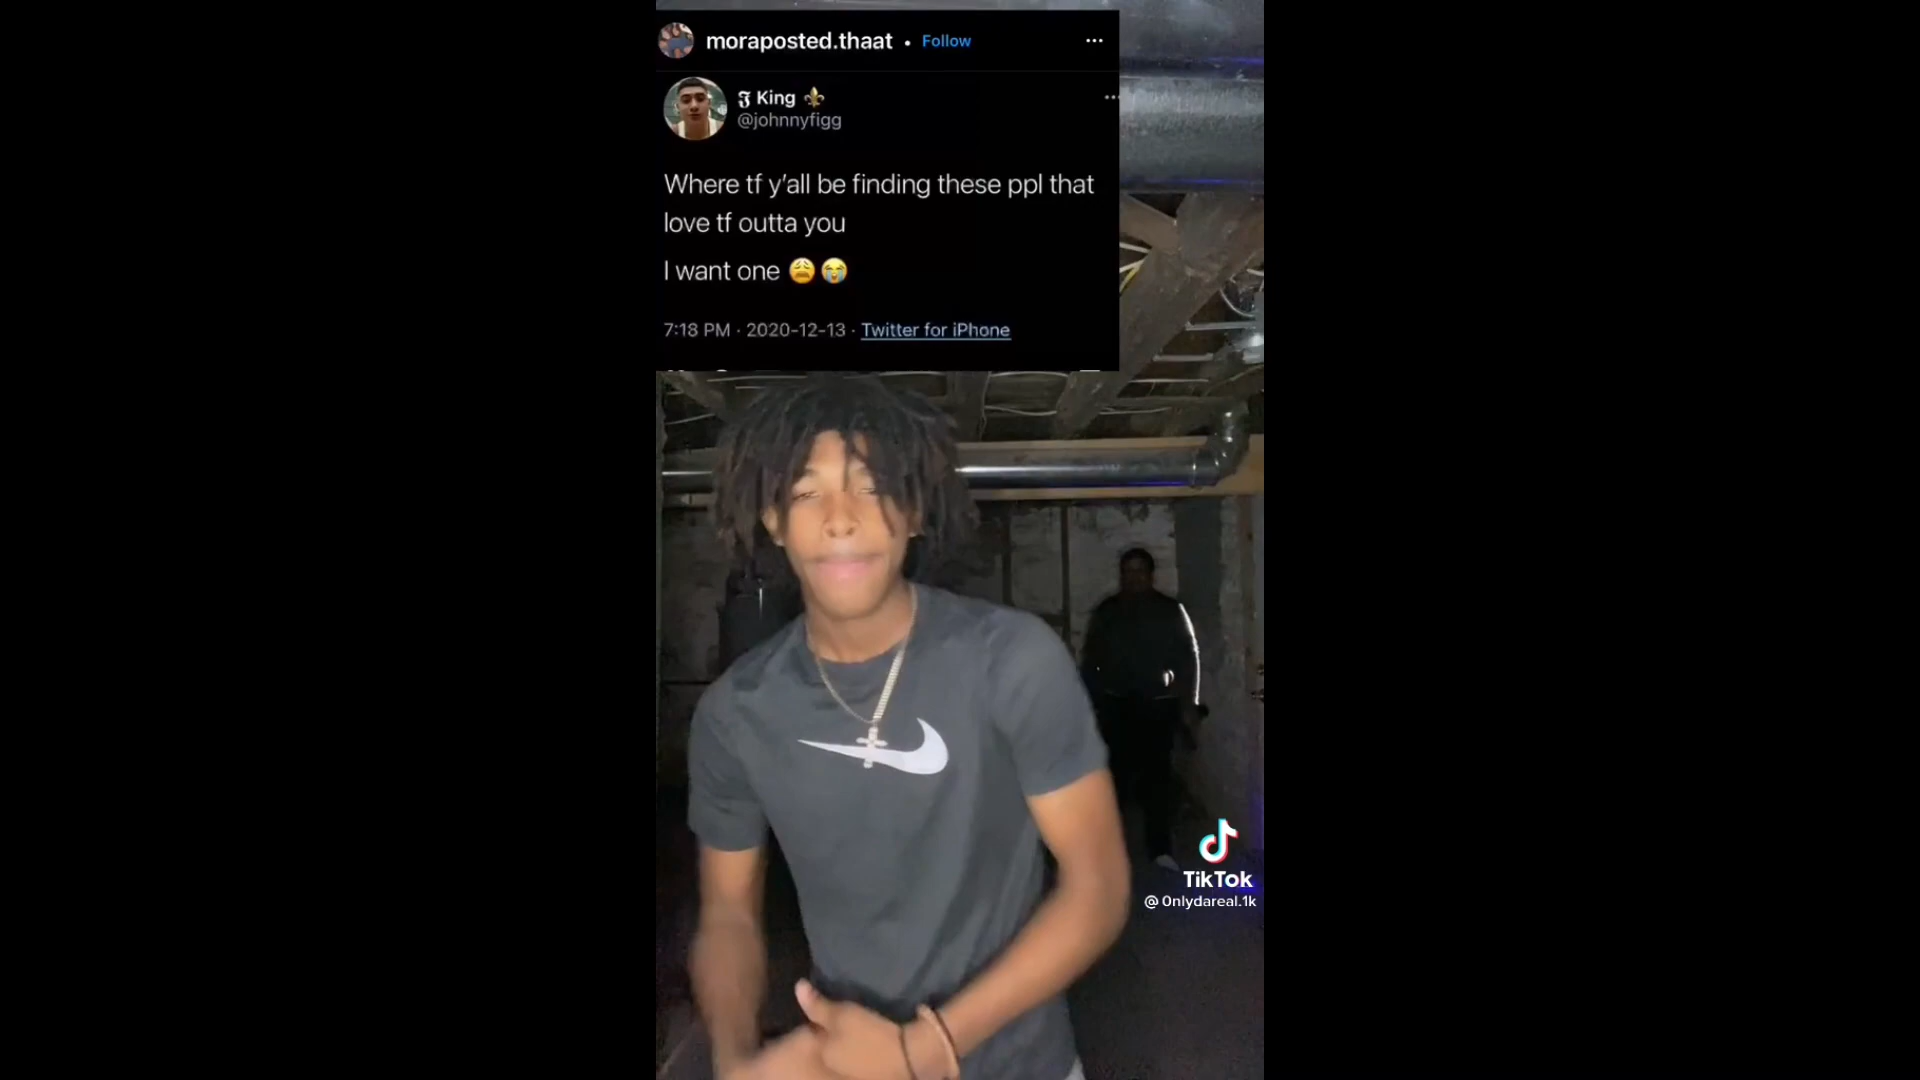 moraposted.thaat • Follow ...
𝕵 King ⚜️ ...
@johnnyfigg
Where tf y'all be finding these ppl that
love tf outta you
I want one 😩😭
7:18 PM · 2020-12-13 · Twitter for iPhone
TikTok
@0nlydareal.1k